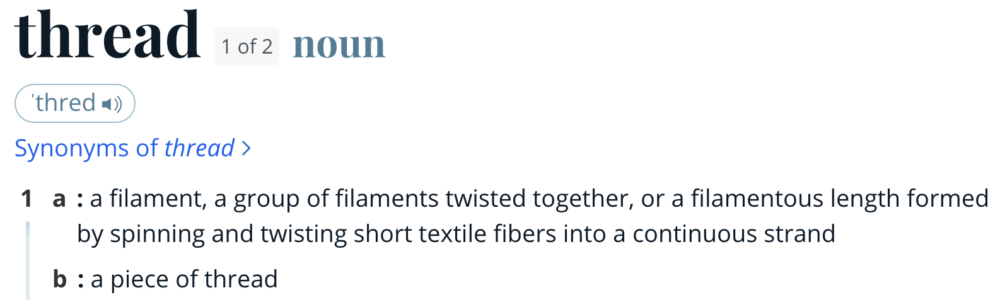 thread 1 of 2 noun
ˈthred
Synonyms of thread >
1 a : a filament, a group of filaments twisted together, or a filamentous length formed
by spinning and twisting short textile fibers into a continuous strand
b : a piece of thread